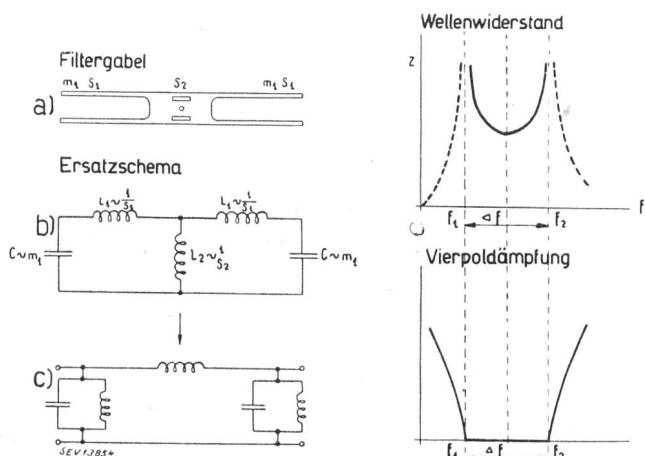 Filtergabel
m₁ S₁ S₂ m₁ S₁
a)
Ersatzschema
L₁~1/S₁ L₁~1/S₁
b)
C~m₁ L₂~1/S₂ C~m₁
c)
SEV13854
Wellenwiderstand
Z
f₁ Δf f₂ f
Vierpoldämpfung
f₁ Δf f₂